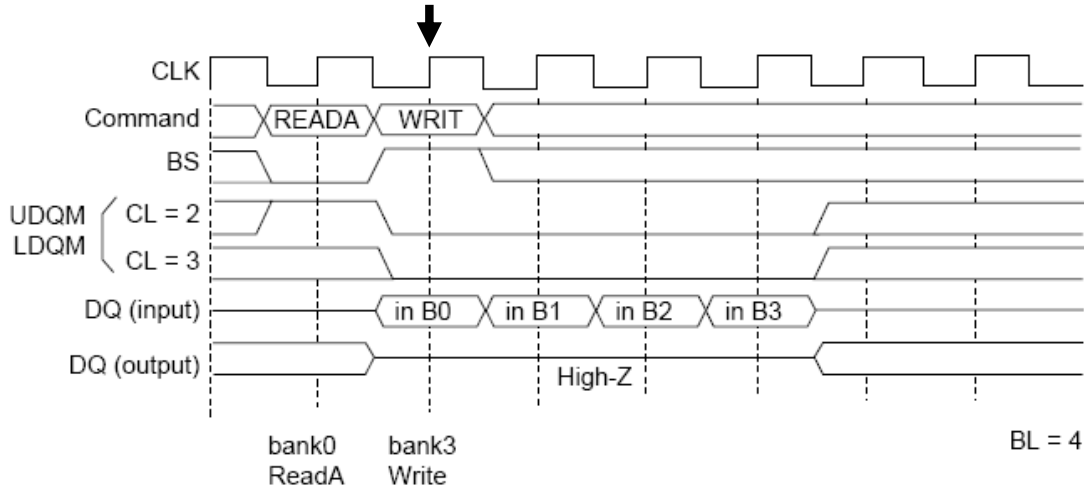 CLK
Command READA WRIT
BS
UDQM CL = 2
LDQM CL = 3
DQ (input) in B0 in B1 in B2 in B3
DQ (output) High-Z
bank0 bank3 BL = 4
ReadA Write